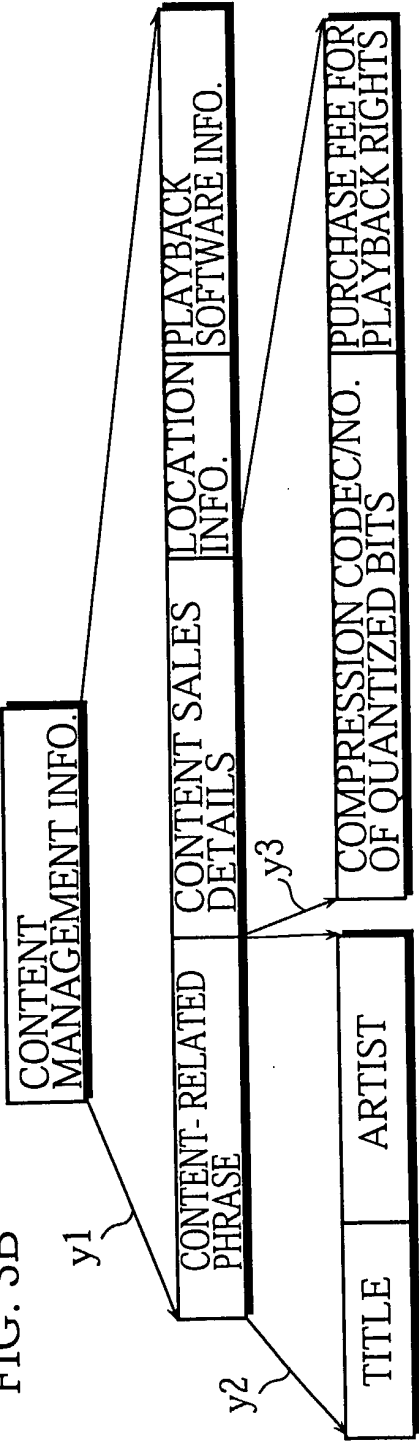 FIG. 3B
CONTENT
MANAGEMENT INFO.
y1
CONTENT-RELATED
PHRASE
CONTENT SALES
DETAILS
LOCATION
INFO.
PLAYBACK
SOFTWARE INFO.
y2
y3
TITLE
ARTIST
COMPRESSION CODEC/NO.
OF QUANTIZED BITS
PURCHASE FEE FOR
PLAYBACK RIGHTS